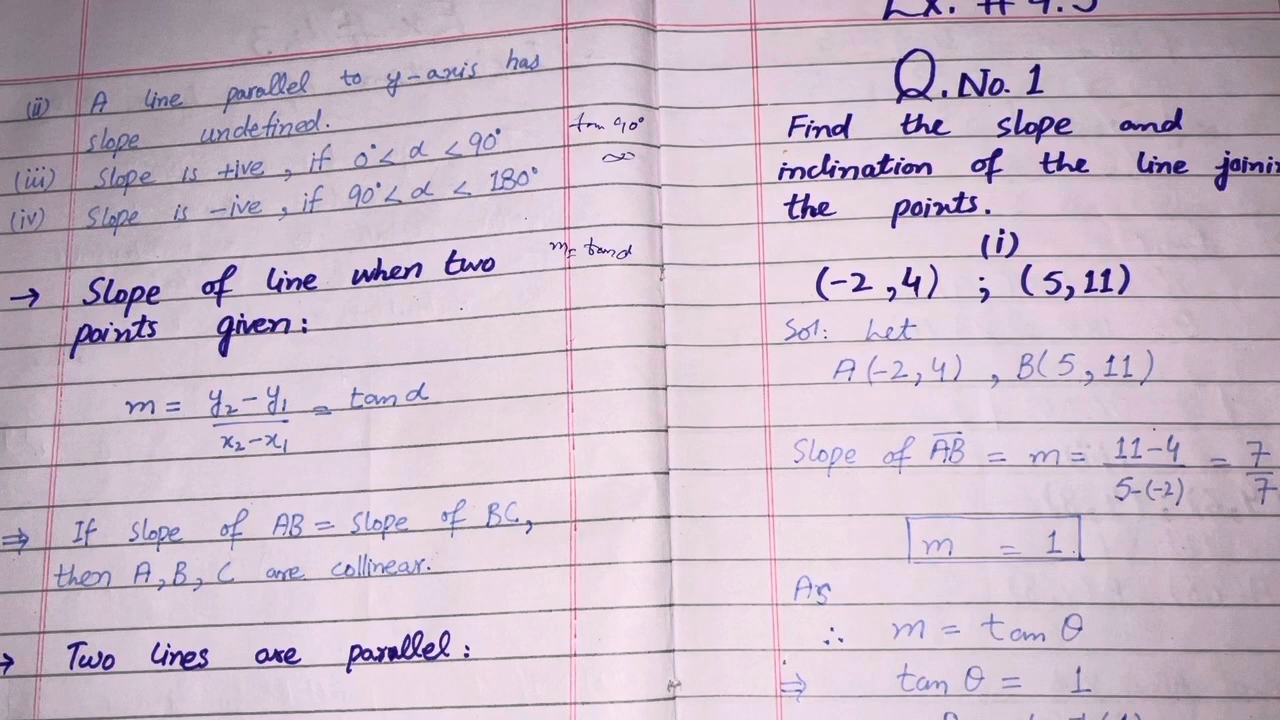 (ii) A line parallel to y-axis has
slope undefined.
(iii) Slope is +ive, if 0°< α < 90°
(iv) Slope is -ive, if 90°< α < 180°
tan 90°
∞
→ Slope of line when two
points given:
m= tanα
m = y₂ - y₁ / x₂ - x₁ = tanα
⇒ If slope of AB = slope of BC,
then A, B, C are collinear.
→ Two lines are parallel:
Ex. # 4.3
Q. No. 1
Find the slope and
inclination of the line joinin
the points.
(i)
(-2, 4) ; (5, 11)
Sol: Let
A(-2, 4), B(5, 11)
Slope of AB = m = 11-4 / 5-(-2) = 7/7
m = 1
As
∴ m = tan θ
⇒ tan θ = 1